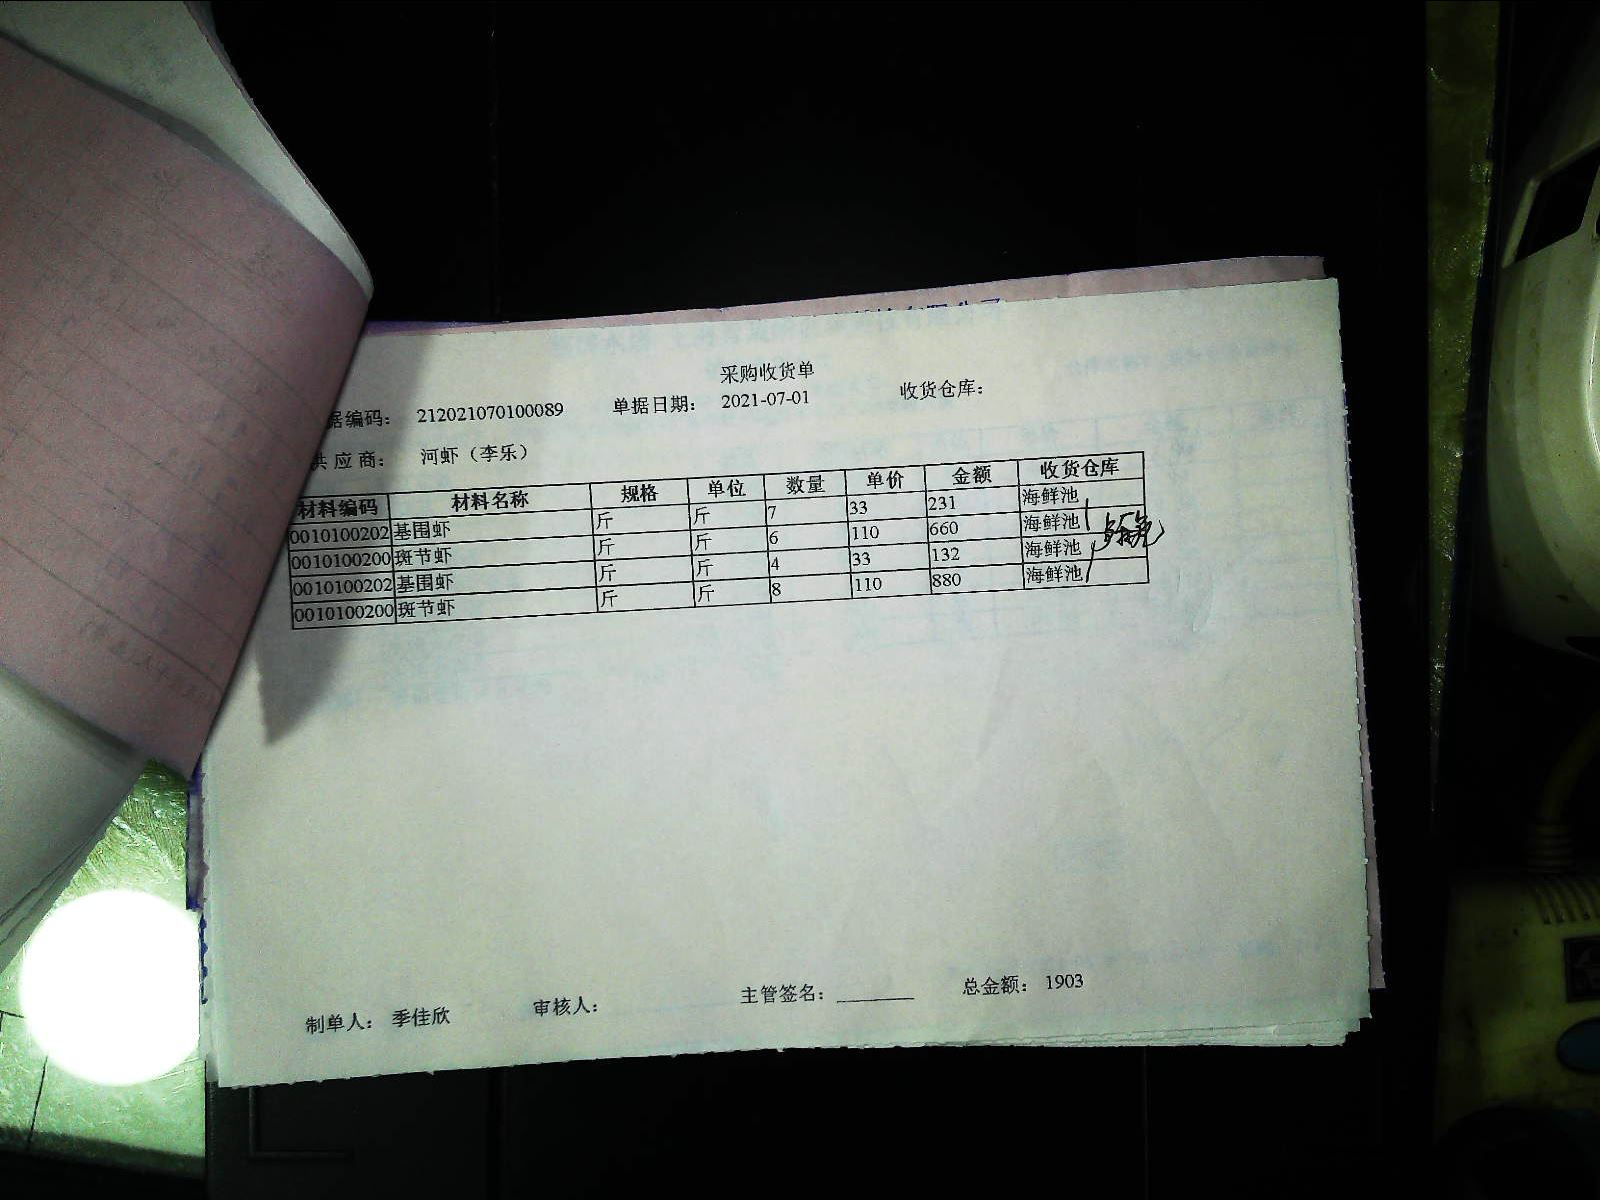 采购收货单
据编码： 212021070100089 单据日期： 2021-07-01 收货仓库：
供应商： 河虾（李乐）
材料编码 材料名称 规格 单位 数量 单价 金额 收货仓库
0010100202 基围虾 斤 斤 7 33 231 海鲜池
0010100200 斑节虾 斤 斤 6 110 660 海鲜池
0010100202 基围虾 斤 斤 4 33 132 海鲜池
0010100200 斑节虾 斤 斤 8 110 880 海鲜池
制单人： 季佳欣 审核人： 主管签名：________ 总金额： 1903